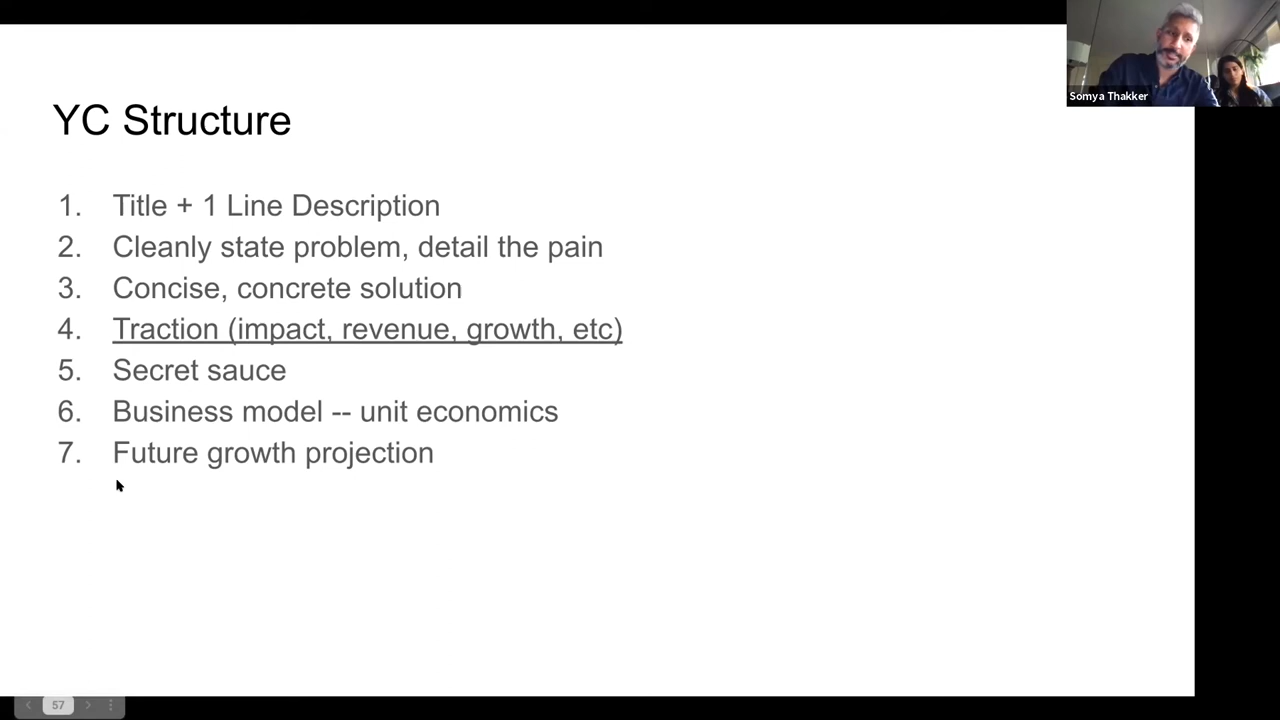 YC Structure
1. Title + 1 Line Description
2. Cleanly state problem, detail the pain
3. Concise, concrete solution
4. Traction (impact, revenue, growth, etc)
5. Secret sauce
6. Business model -- unit economics
7. Future growth projection
Somya Thakker
57